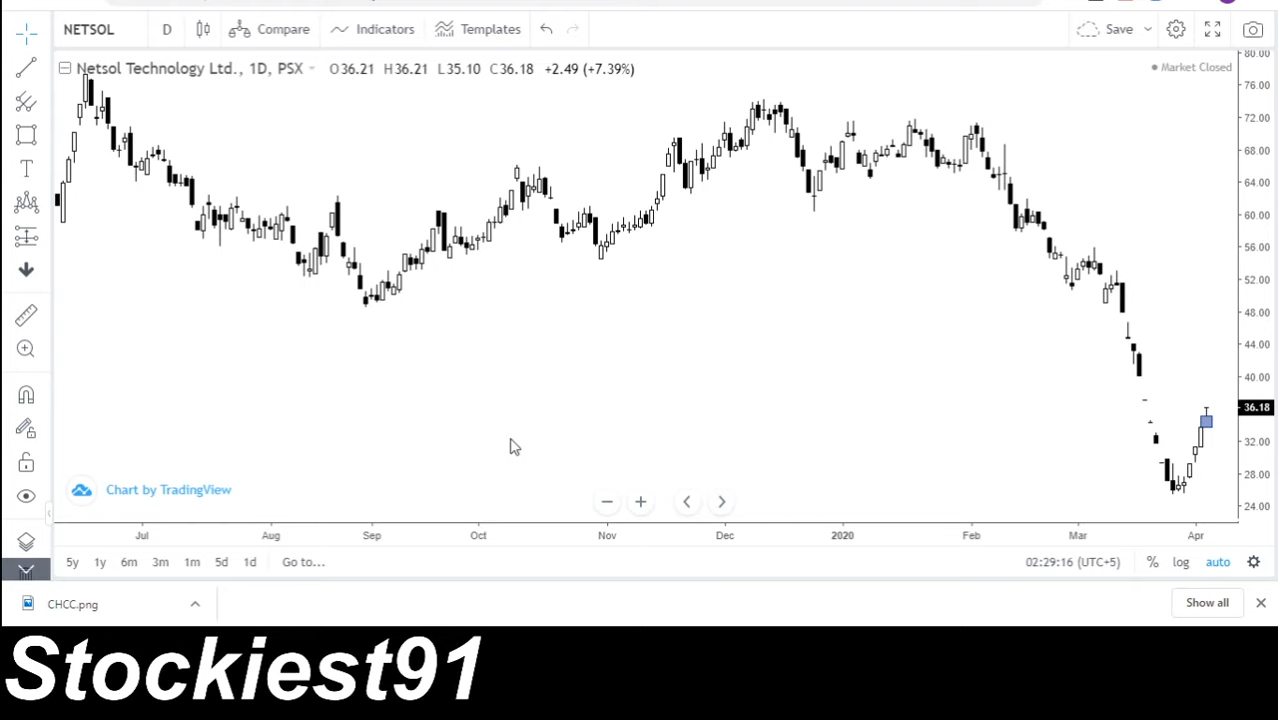 NETSOL D Compare Indicators Templates Save
Netsol Technology Ltd., 1D, PSX O36.21 H36.21 L35.10 C36.18 +2.49 (+7.39%) Market Closed
80.00
76.00
72.00
68.00
64.00
60.00
56.00
52.00
48.00
44.00
40.00
36.18
32.00
28.00
24.00
Chart by TradingView
Jul Aug Sep Oct Nov Dec 2020 Feb Mar Apr
5y 1y 6m 3m 1m 5d 1d Go to... 02:29:16 (UTC+5) % log auto
CHCC.png Show all
Stockiest91